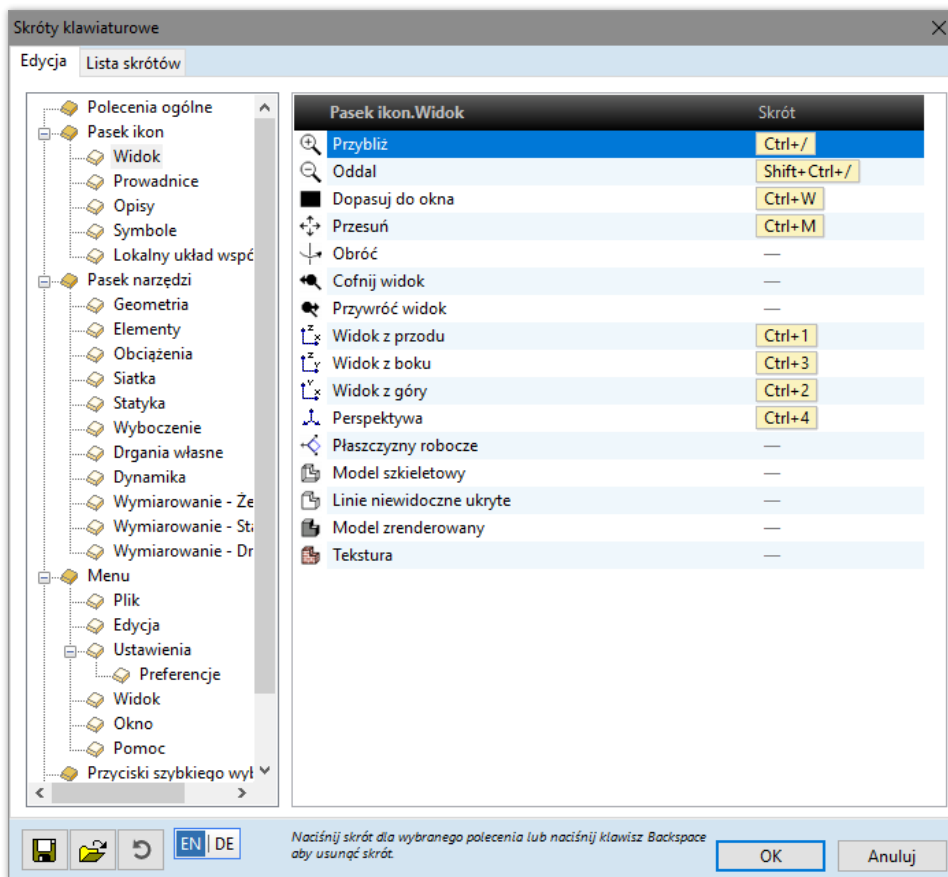 Skróty klawiaturowe
Edycja
Lista skrótów
Polecenia ogólne
Pasek ikon
Widok
Prowadnice
Opisy
Symbole
Lokalny układ wspó
Pasek narzędzi
Geometria
Elementy
Obciążenia
Siatka
Statyka
Wyboczenie
Drgania własne
Dynamika
Wymiarowanie - Że
Wymiarowanie - Sta
Wymiarowanie - Dr
Menu
Plik
Edycja
Ustawienia
Preferencje
Widok
Okno
Pomoc
Przyciski szybkiego wyb
Pasek ikon.Widok Skrót
Przybliż Ctrl+/
Oddal Shift+Ctrl+/
Dopasuj do okna Ctrl+W
Przesuń Ctrl+M
Obróć —
Cofnij widok —
Przywróć widok —
Widok z przodu Ctrl+1
Widok z boku Ctrl+3
Widok z góry Ctrl+2
Perspektywa Ctrl+4
Płaszczyzny robocze —
Model szkieletowy —
Linie niewidoczne ukryte —
Model zrenderowany —
Tekstura —
EN | DE
Naciśnij skrót dla wybranego polecenia lub naciśnij klawisz Backspace
aby usunąć skrót.
OK
Anuluj